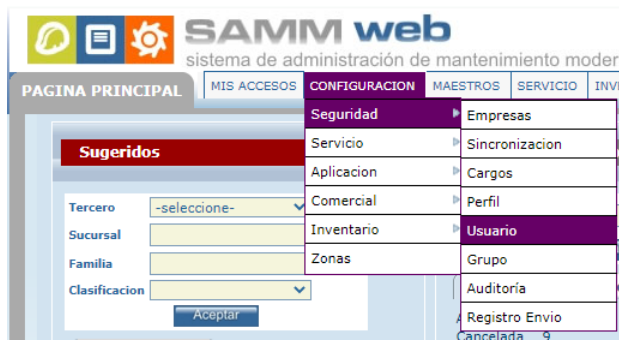 SAMM web
sistema de administración de mantenimiento moder
PAGINA PRINCIPAL
MIS ACCESOS
CONFIGURACION
MAESTROS
SERVICIO
INV
Seguridad
Servicio
Aplicacion
Comercial
Inventario
Zonas
Empresas
Sincronizacion
Cargos
Perfil
Usuario
Grupo
Auditoría
Registro Envio
Sugeridos
Tercero
-seleccione-
Sucursal
Familia
Clasificacion
Aceptar
Cancelada 9